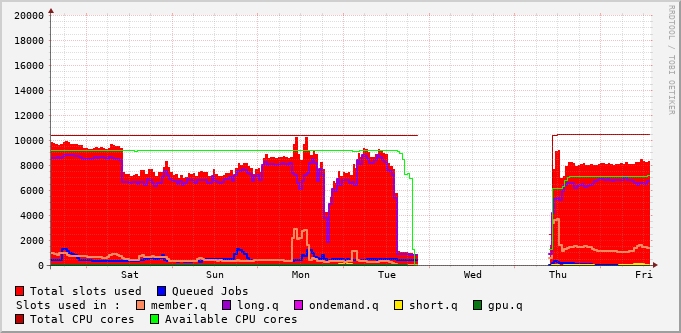 20000
18000
16000
14000
12000
10000
8000
6000
4000
2000
0
Sat Sun Mon Tue Wed Thu Fri
RRDTOOL / TOBI OETIKER
Total slots used Queued Jobs
Slots used in : member.q long.q ondemand.q short.q gpu.q
Total CPU cores Available CPU cores